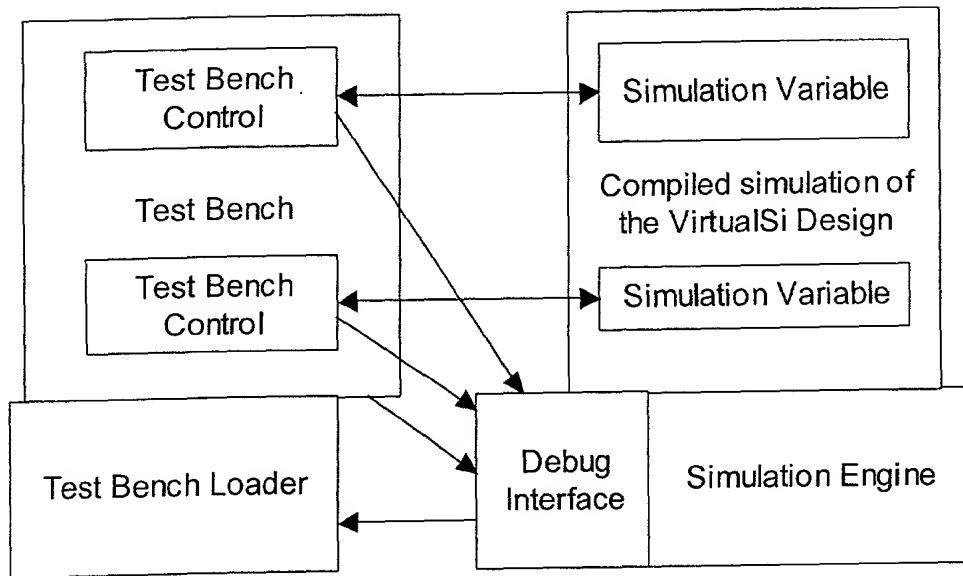 Test Bench
Control
Simulation Variable
Test Bench
Compiled simulation of
the VirtualSi Design
Test Bench
Control
Simulation Variable
Test Bench Loader
Debug
Interface
Simulation Engine